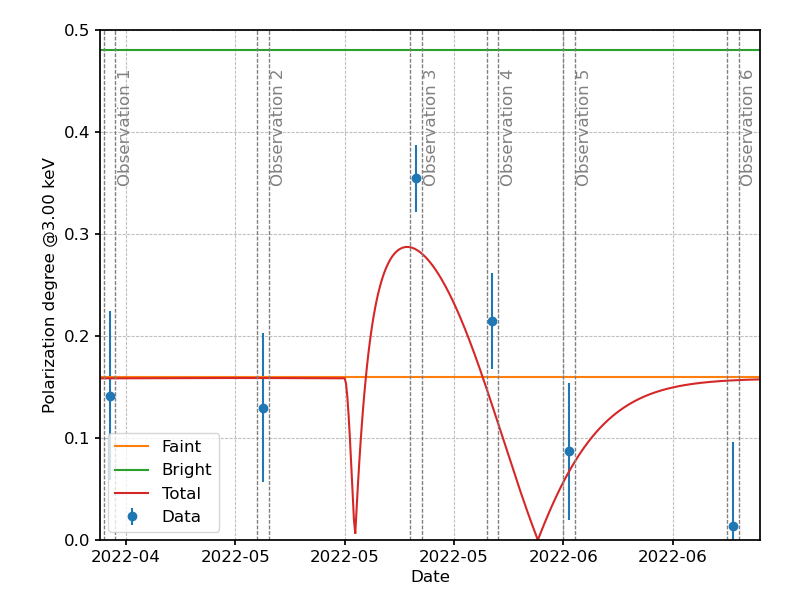 0.5
0.4
0.3
0.2
0.1
0.0
Polarization degree @3.00 keV
Observation 1
Observation 2
Observation 3
Observation 4
Observation 5
Observation 6
Faint
Bright
Total
Data
2022-04
2022-05
2022-05
2022-05
2022-06
2022-06
Date